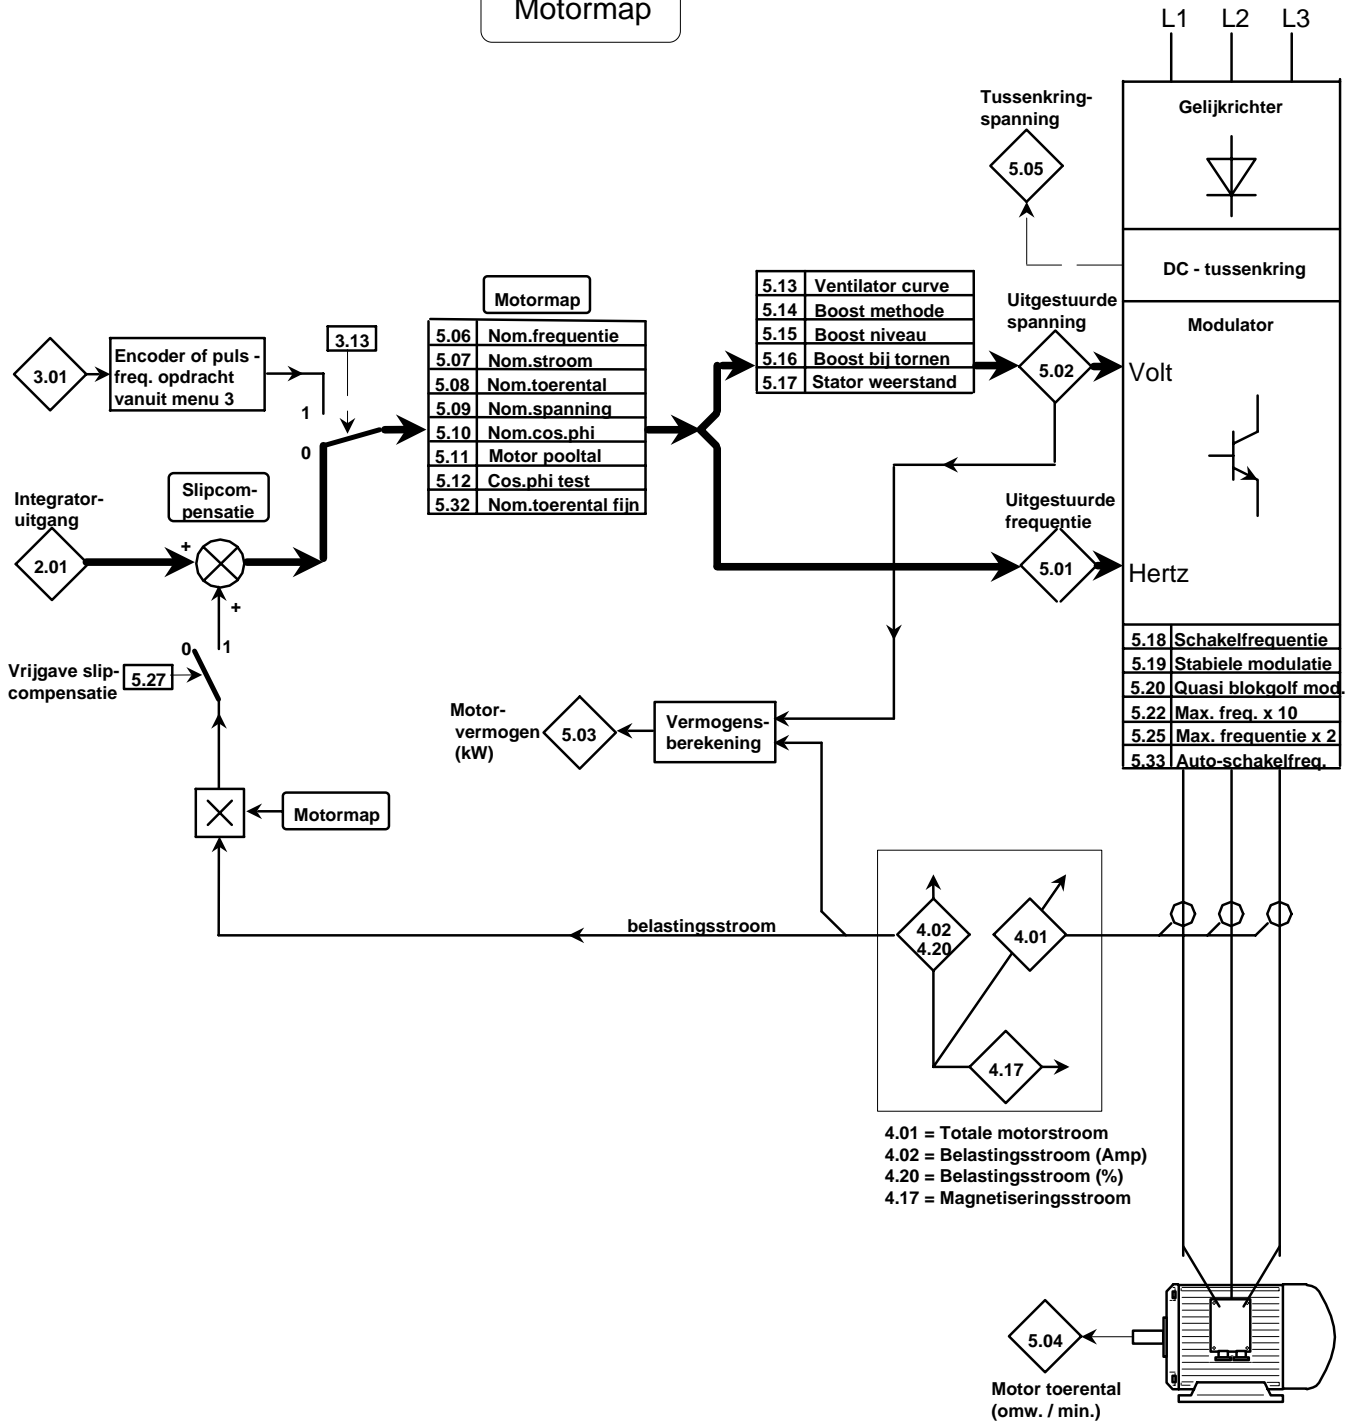 Motormap
L1 L2 L3
Tussenkring-
spanning
5.05
Gelijkrichter
DC - tussenkring
Modulator
Volt
Hertz
5.18 Schakelfrequentie
5.19 Stabiele modulatie
5.20 Quasi blokgolf mod.
5.22 Max. freq. x 10
5.25 Max. frequentie x 2
5.33 Auto-schakelfreq.
3.01
Encoder of puls -
freq. opdracht
vanuit menu 3
3.13
1
0
Motormap
5.06 Nom.frequentie
5.07 Nom.stroom
5.08 Nom.toerental
5.09 Nom.spanning
5.10 Nom.cos.phi
5.11 Motor pooltal
5.12 Cos.phi test
5.32 Nom.toerental fijn
5.13 Ventilator curve
5.14 Boost methode
5.15 Boost niveau
5.16 Boost bij tornen
5.17 Stator weerstand
Uitgestuurde
spanning
5.02
Uitgestuurde
frequentie
5.01
Integrator-
uitgang
2.01
Slipcom-
pensatie
+
+
0 1
Vrijgave slip-
compensatie
5.27
Motormap
Motor-
vermogen
(kW)
5.03
Vermogens-
berekening
belastingsstroom
4.02
4.20
4.01
4.17
4.01 = Totale motorstroom
4.02 = Belastingsstroom (Amp)
4.20 = Belastingsstroom (%)
4.17 = Magnetiseringsstroom
5.04
Motor toerental
(omw. / min.)